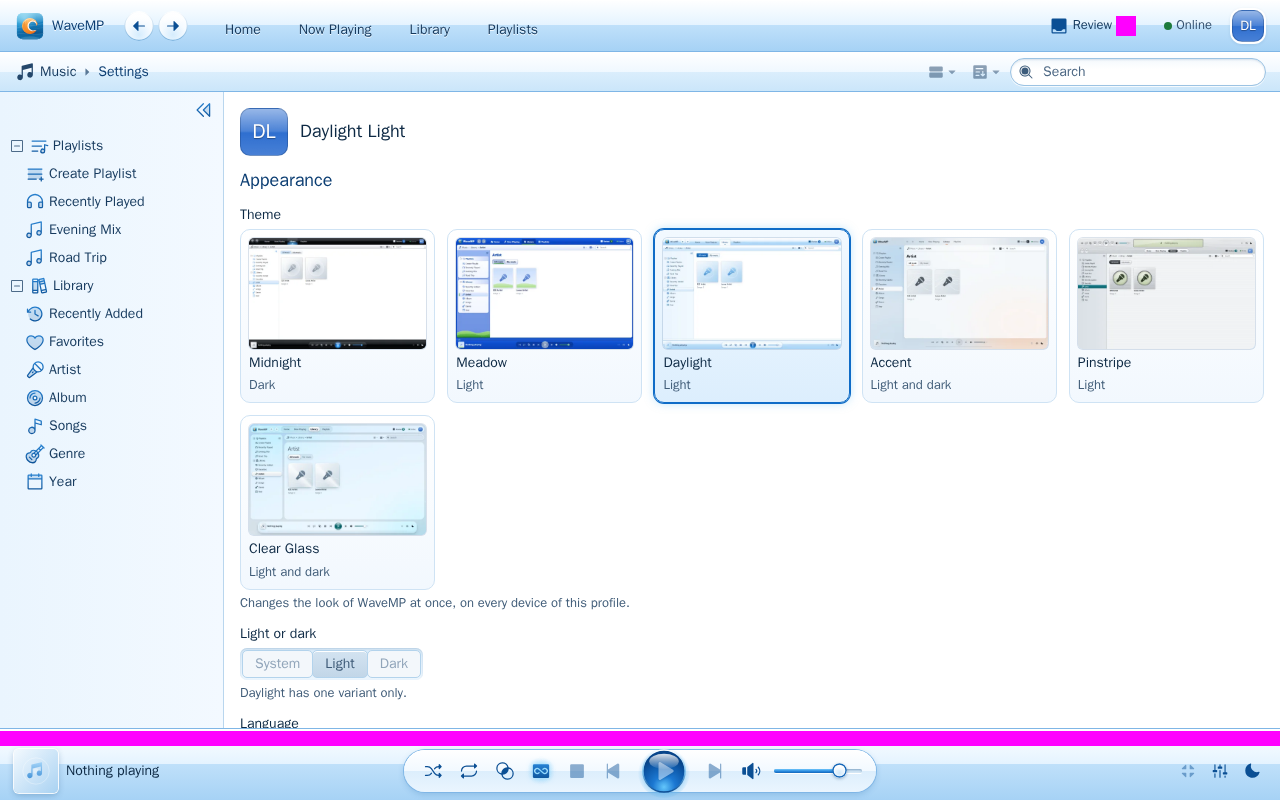 WaveMP
Home
Now Playing
Library
Playlists
Review
Online
DL
Music
Settings
Search
Playlists
Create Playlist
Recently Played
Evening Mix
Road Trip
Library
Recently Added
Favorites
Artist
Album
Songs
Genre
Year
DL
Daylight Light
Appearance
Theme
Midnight
Dark
Meadow
Light
Daylight
Light
Accent
Light and dark
Pinstripe
Light
Clear Glass
Light and dark
Changes the look of WaveMP at once, on every device of this profile.
Light or dark
System
Light
Dark
Daylight has one variant only.
Language
Nothing playing